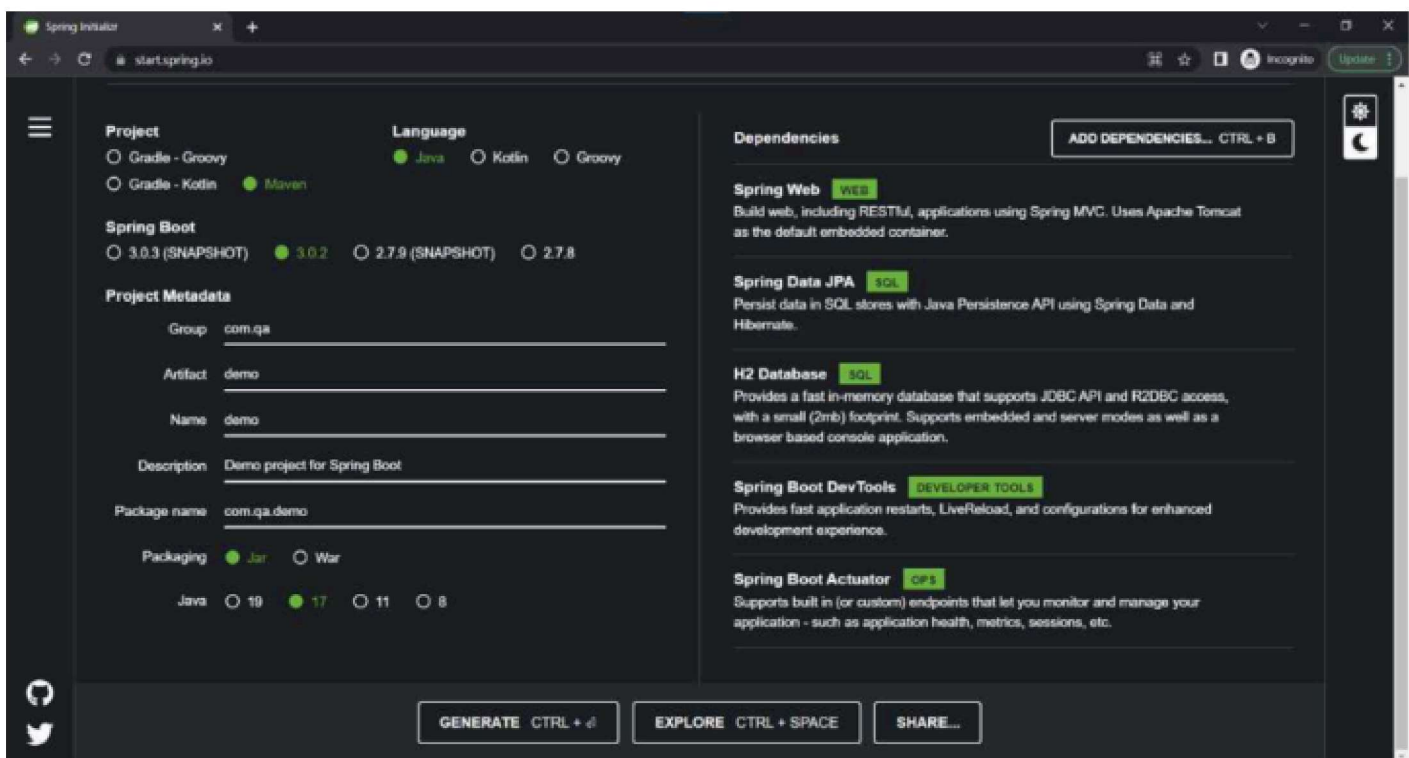 Spring Initializr
start.spring.io
Incognito
Update
Project
Gradle - Groovy
Gradle - Kotlin Maven
Language
Java Kotlin Groovy
Spring Boot
3.0.3 (SNAPSHOT) 3.0.2 2.7.9 (SNAPSHOT) 2.7.8
Project Metadata
Group com.qa
Artifact demo
Name demo
Description Demo project for Spring Boot
Package name com.qa.demo
Packaging Jar War
Java 19 17 11 8
Dependencies
ADD DEPENDENCIES... CTRL + B
Spring Web WEB
Build web, including RESTful, applications using Spring MVC. Uses Apache Tomcat
as the default embedded container.
Spring Data JPA SQL
Persist data in SQL stores with Java Persistence API using Spring Data and
Hibernate.
H2 Database SQL
Provides a fast in-memory database that supports JDBC API and R2DBC access,
with a small (2mb) footprint. Supports embedded and server modes as well as a
browser based console application.
Spring Boot DevTools DEVELOPER TOOLS
Provides fast application restarts, LiveReload, and configurations for enhanced
development experience.
Spring Boot Actuator OPS
Supports built in (or custom) endpoints that let you monitor and manage your
application - such as application health, metrics, sessions, etc.
GENERATE CTRL + ⏎
EXPLORE CTRL + SPACE
SHARE...